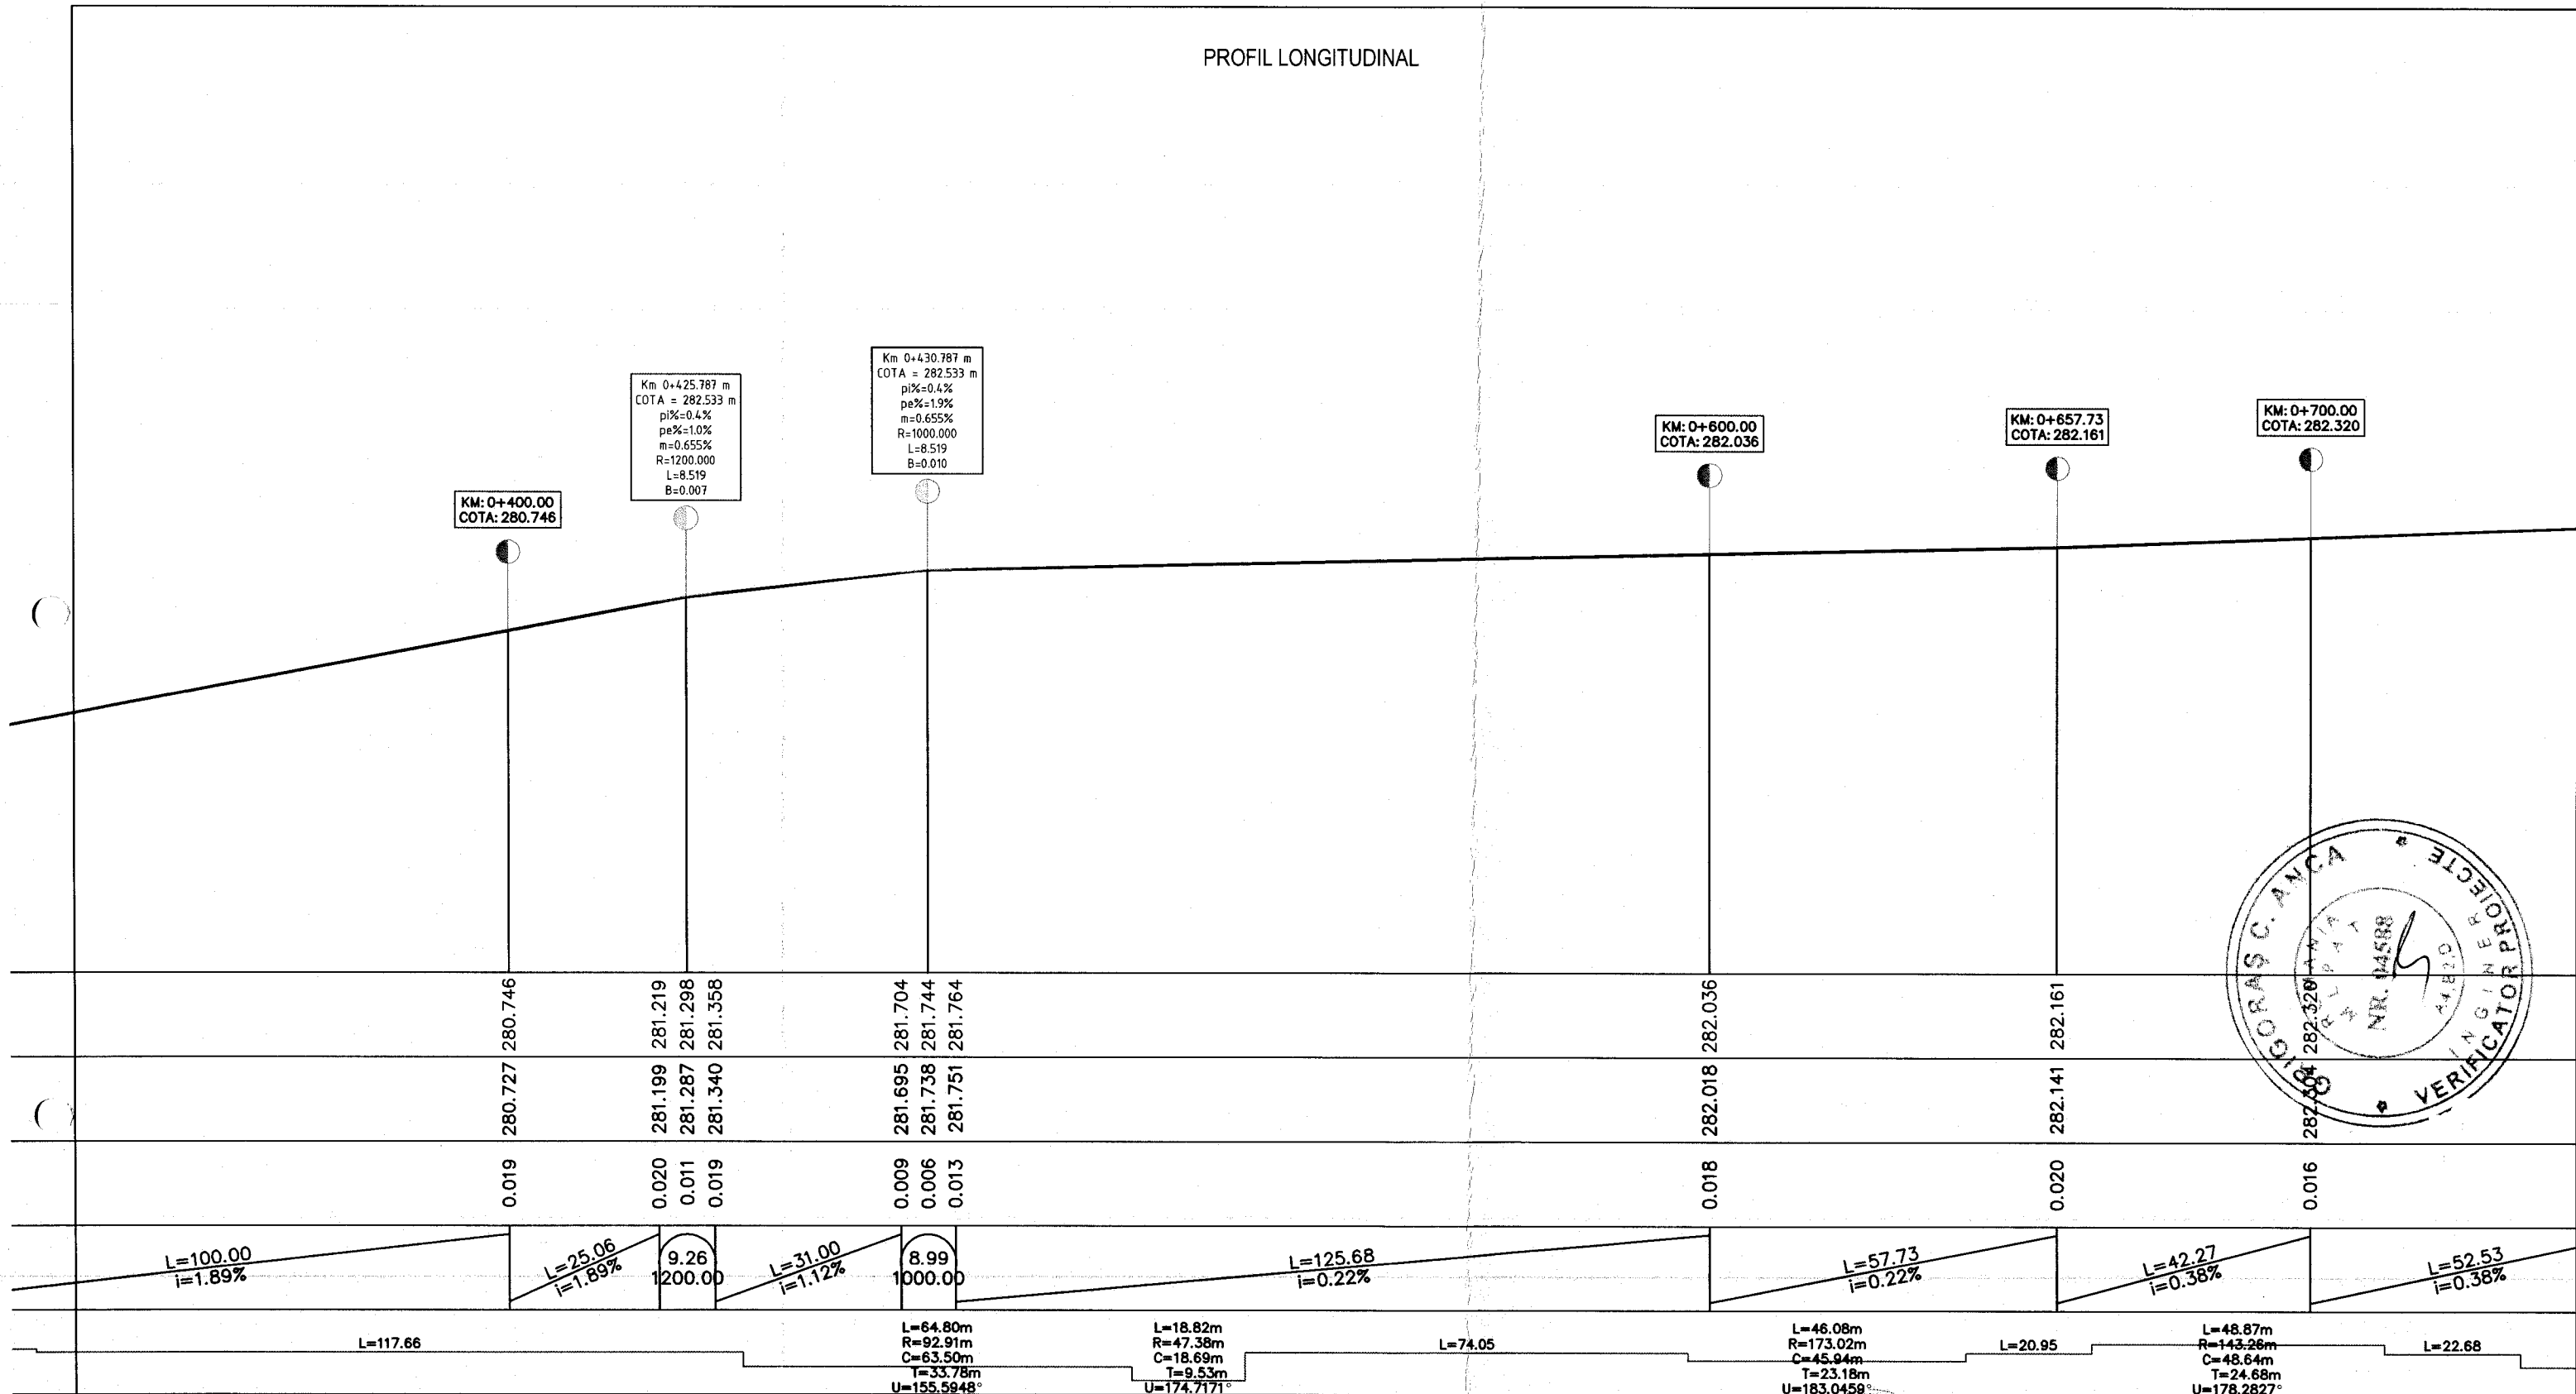 PROFIL LONGITUDINAL
Km 0+430.787 m
COTA = 282.533 m
pi%=0.4%
pe%=1.9%
m=0.655%
R=1000.000
L=8.519
B=0.010
Km 0+425.787 m
COTA = 282.533 m
pi%=0.4%
pe%=1.0%
m=0.655%
R=1200.000
L=8.519
B=0.007
KM: 0+400.00
COTA: 280.746
KM: 0+600.00
COTA: 282.036
KM: 0+657.73
COTA: 282.161
KM: 0+700.00
COTA: 282.320
GRIGORAŞ C. ANCA
VERIFICATOR PROIECTE
INGINER
ROMANIA
NR. 04588
280.746 281.219 281.298 281.358 281.704 281.744 281.764 282.036 282.161 282.320
280.727 281.199 281.287 281.340 281.695 281.738 281.751 282.018 282.141
0.019 0.020 0.011 0.019 0.009 0.006 0.013 0.018 0.020 0.016
L=100.00
i=1.89%
L=25.06
i=1.89%
9.26
1200.00
L=31.00
i=1.12%
8.99
1000.00
L=125.68
i=0.22%
L=57.73
i=0.22%
L=42.27
i=0.38%
L=52.53
i=0.38%
L=117.66
L=64.80m
R=92.91m
C=63.50m
T=33.78m
U=155.5948°
L=18.82m
R=47.38m
C=18.69m
T=9.53m
U=174.7171°
L=74.05
L=46.08m
R=173.02m
C=45.94m
T=23.18m
U=183.0459°
L=20.95
L=48.87m
R=143.26m
C=48.64m
T=24.68m
U=178.2827°
L=22.68